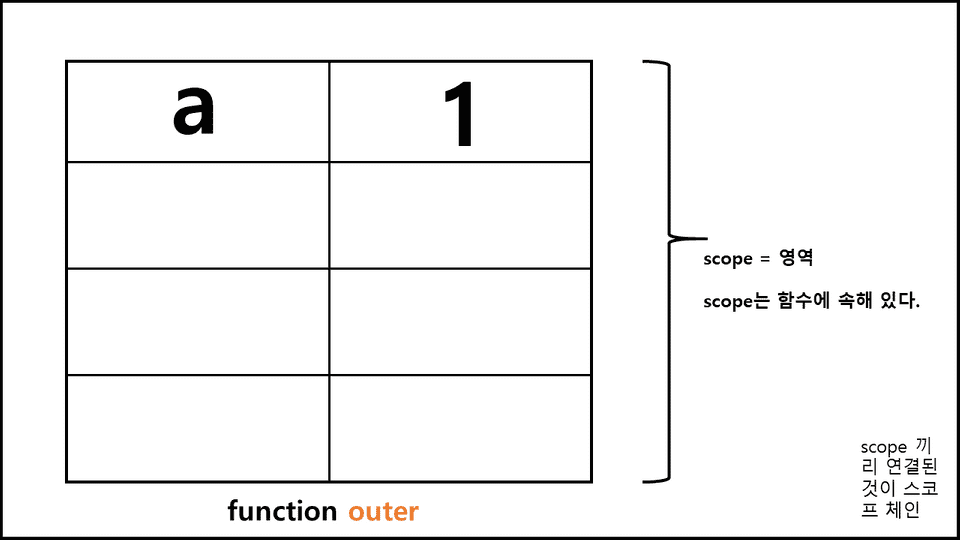 a 1
scope = 영역
scope는 함수에 속해 있다.
scope 끼
리 연결된
것이 스코
프 체인
function outer